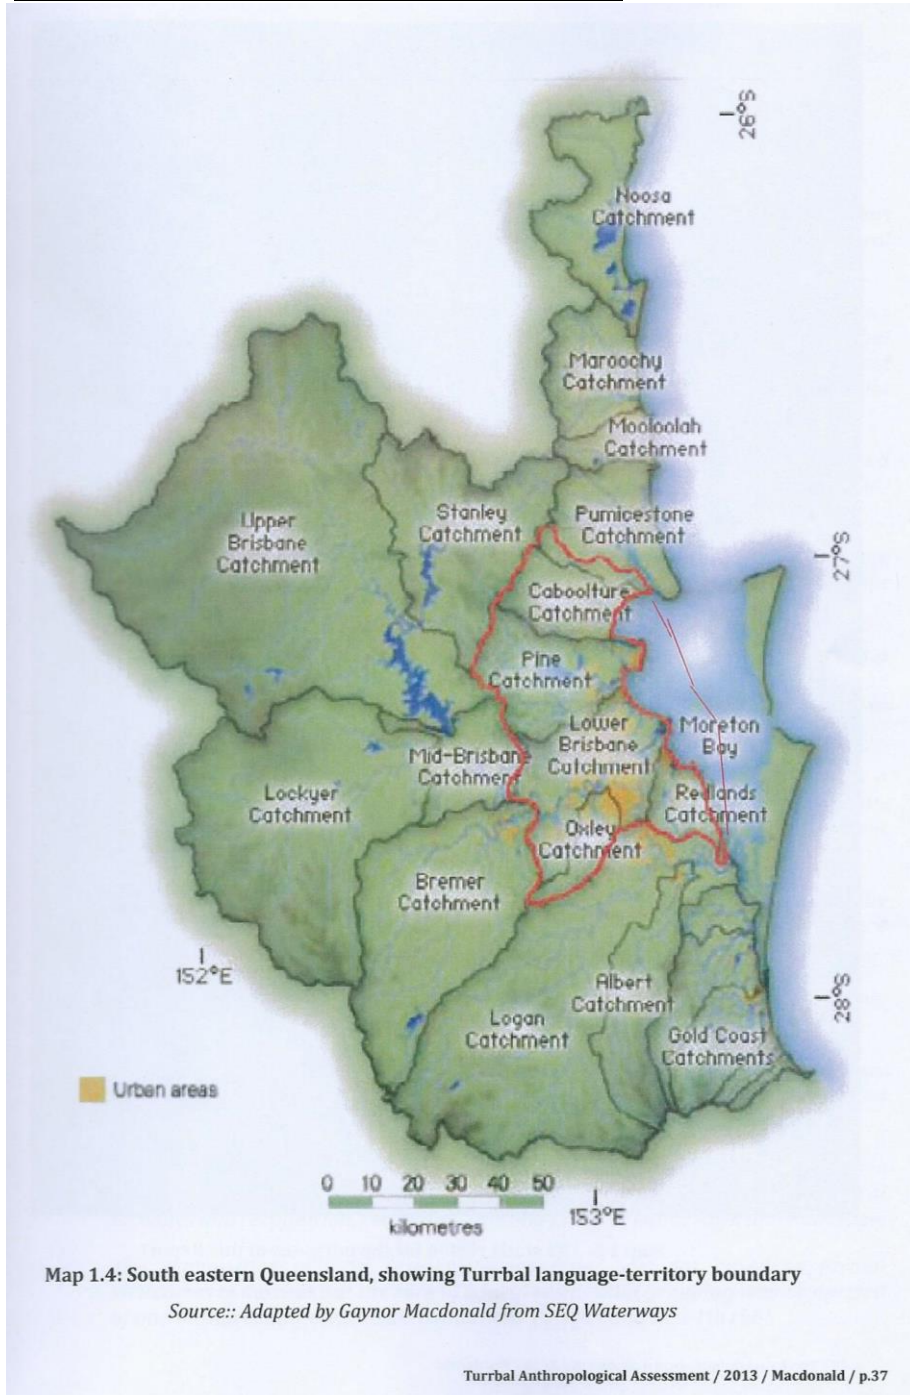 26°S
Noosa
Catchment
Maroochy
Catchment
Mooloolah
Catchment
Upper
Brisbane
Catchment
Stanley
Catchment
Pumicestone
Catchment
27°S
Caboolture
Catchment
Pine
Catchment
Lower
Brisbane
Catchment
Moreton
Bay
Mid-Brisbane
Catchment
Lockyer
Catchment
Redlands
Catchment
Oxley
Catchment
Bremer
Catchment
152°E
Albert
Catchment
28°S
Logan
Catchment
Gold Coast
Catchments
Urban areas
0 10 20 30 40 50
kilometres
153°E
Map 1.4: South eastern Queensland, showing Turrbal language-territory boundary
Source:: Adapted by Gaynor Macdonald from SEQ Waterways
Turrbal Anthropological Assessment / 2013 / Macdonald / p.37